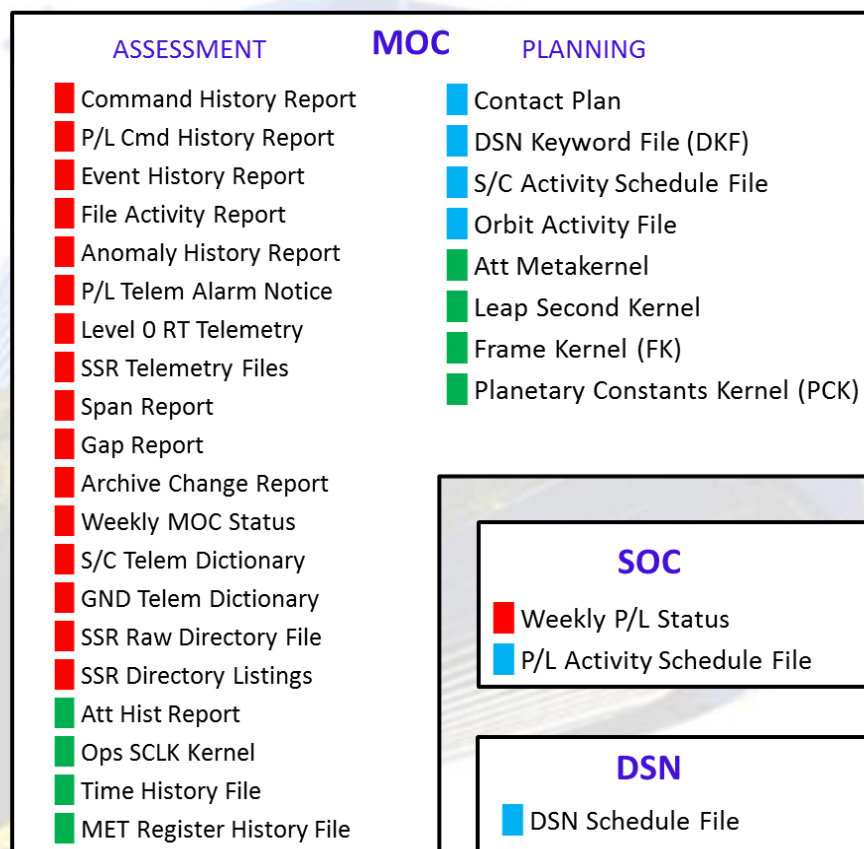 MOC
ASSESSMENT
Command History Report
P/L Cmd History Report
Event History Report
File Activity Report
Anomaly History Report
P/L Telem Alarm Notice
Level 0 RT Telemetry
SSR Telemetry Files
Span Report
Gap Report
Archive Change Report
Weekly MOC Status
S/C Telem Dictionary
GND Telem Dictionary
SSR Raw Directory File
SSR Directory Listings
Att Hist Report
Ops SCLK Kernel
Time History File
MET Register History File
PLANNING
Contact Plan
DSN Keyword File (DKF)
S/C Activity Schedule File
Orbit Activity File
Att Metakernel
Leap Second Kernel
Frame Kernel (FK)
Planetary Constants Kernel (PCK)
SOC
Weekly P/L Status
P/L Activity Schedule File
DSN
DSN Schedule File